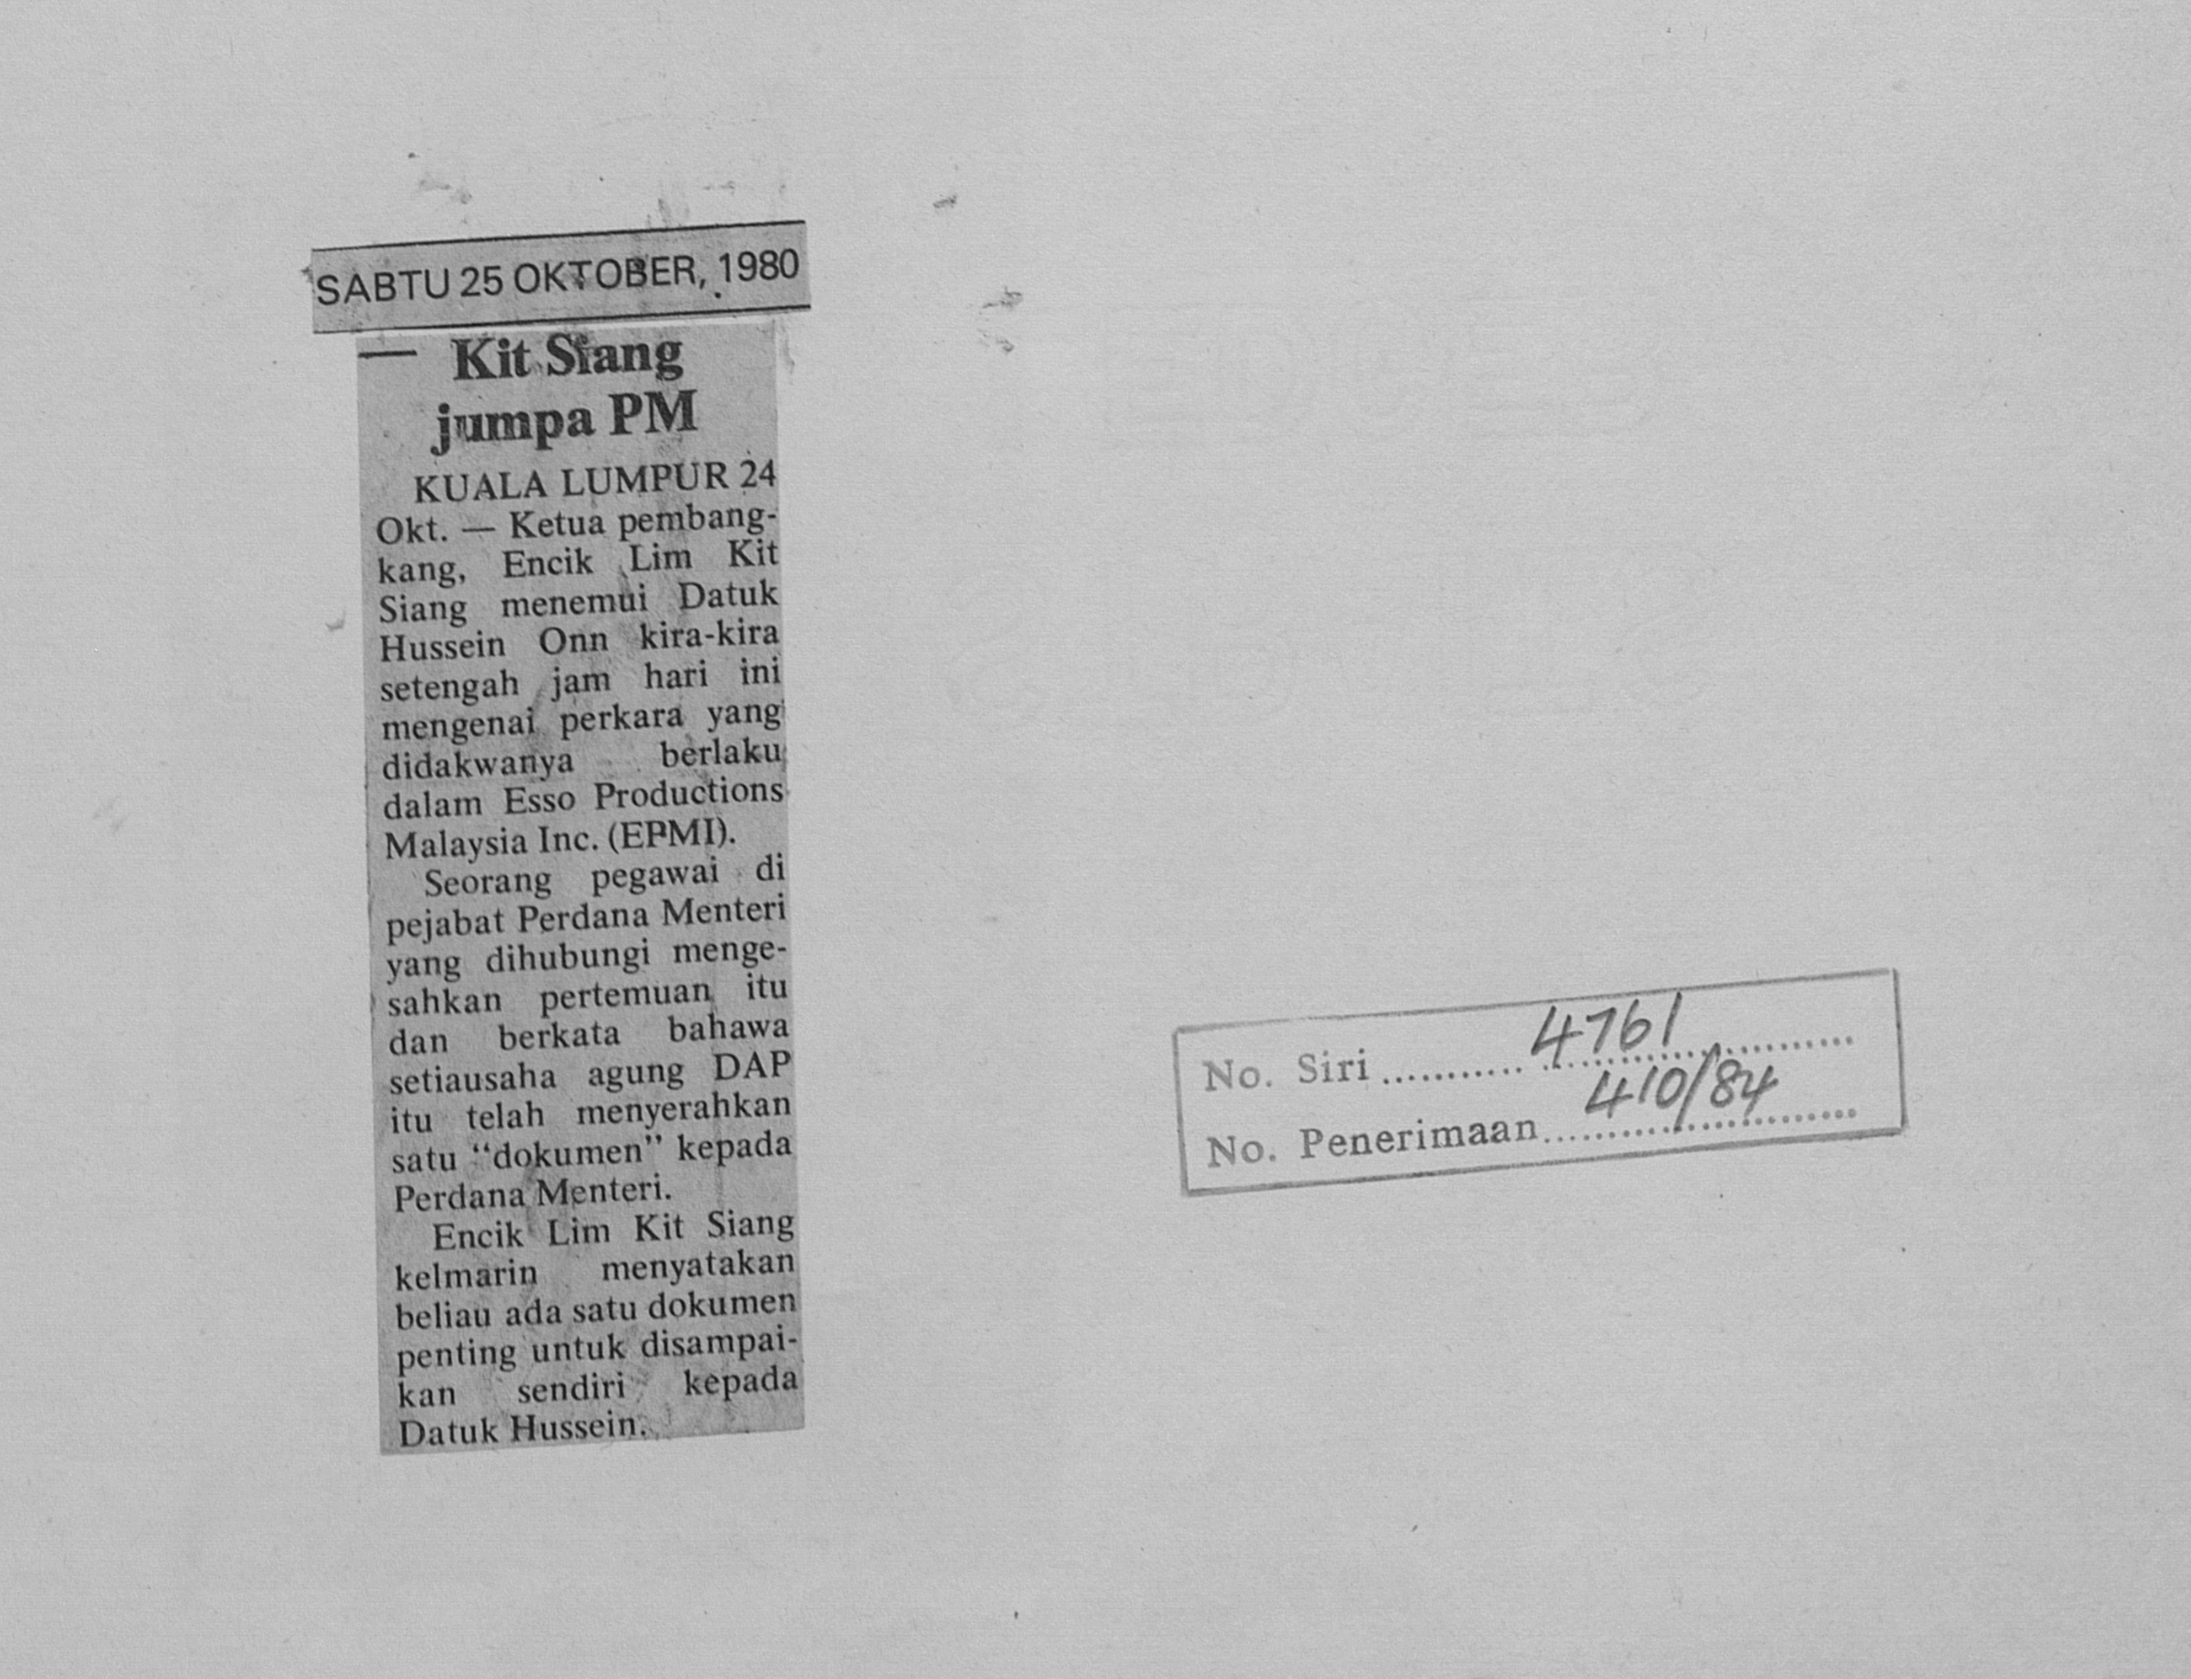 SABTU 25 OKTOBER, 1980
— Kit Siang
jumpa PM
KUALA LUMPUR 24
Okt. — Ketua pembang-
kang, Encik Lim Kit
Siang menemui Datuk
Hussein Onn kira-kira
setengah jam hari ini
mengenai perkara yang
didakwanya berlaku
dalam Esso Productions
Malaysia Inc. (EPMI).
Seorang pegawai di
pejabat Perdana Menteri
yang dihubungi menge-
sahkan pertemuan itu
dan berkata bahawa
setiausaha agung DAP
itu telah menyerahkan
satu “dokumen” kepada
Perdana Menteri.
Encik Lim Kit Siang
kelmarin menyatakan
beliau ada satu dokumen
penting untuk disampai-
kan sendiri kepada
Datuk Hussein.
No. Siri ........... 4761 ..................
No. Penerimaan...... 410/84 ..................